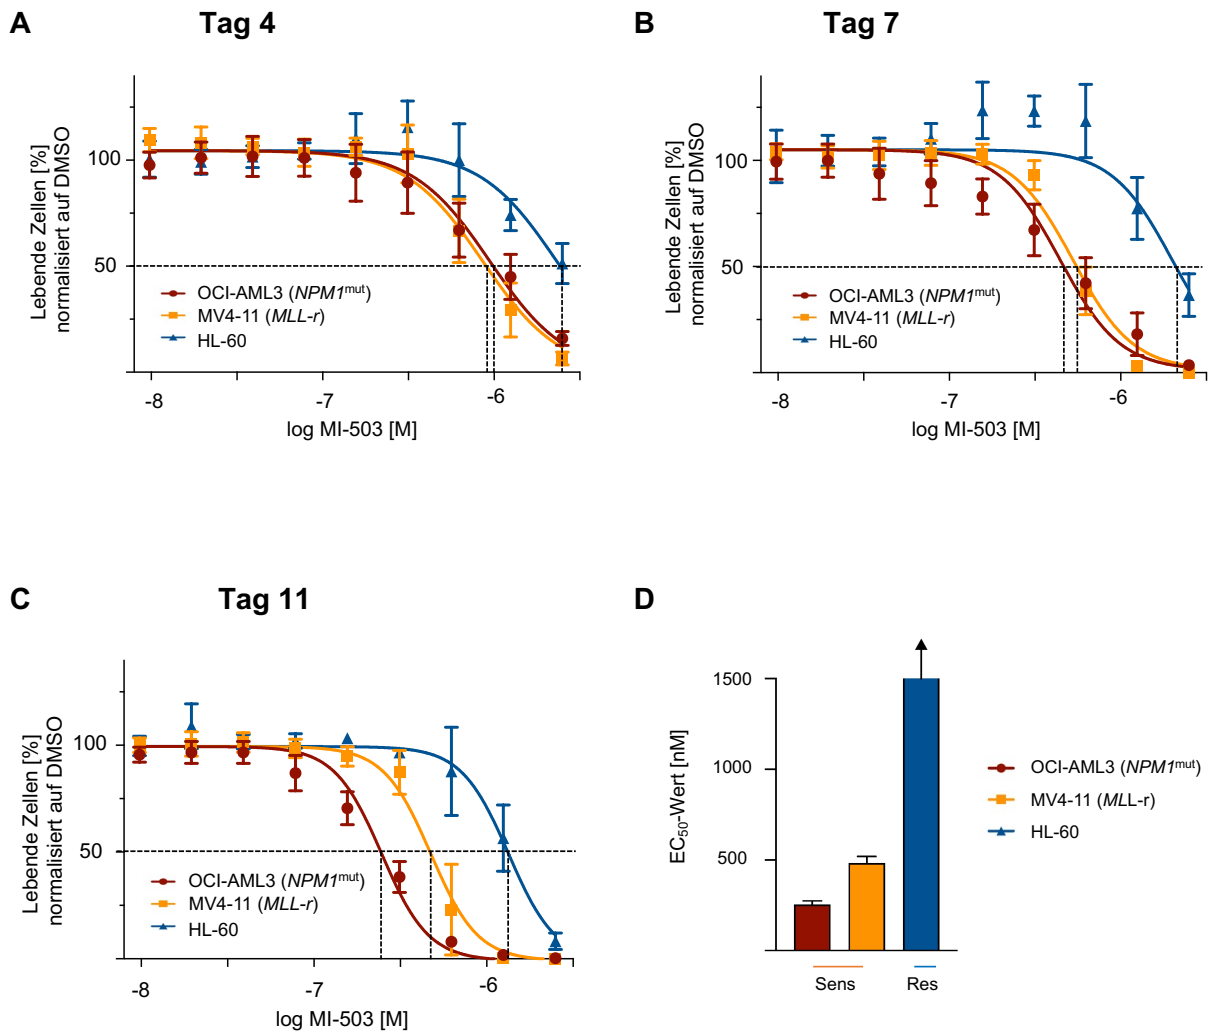 A
Tag 4
Lebende Zellen [%]
normalisiert auf DMSO
100
50
OCI-AML3 (NPM1mut)
MV4-11 (MLL-r)
HL-60
-8
-7
-6
log MI-503 [M]
B
Tag 7
Lebende Zellen [%]
normalisiert auf DMSO
100
50
OCI-AML3 (NPM1mut)
MV4-11 (MLL-r)
HL-60
-8
-7
-6
log MI-503 [M]
C
Tag 11
Lebende Zellen [%]
normalisiert auf DMSO
100
50
OCI-AML3 (NPM1mut)
MV4-11 (MLL-r)
HL-60
-8
-7
-6
log MI-503 [M]
D
EC50-Wert [nM]
1500
1000
500
Sens
Res
OCI-AML3 (NPM1mut)
MV4-11 (MLL-r)
HL-60